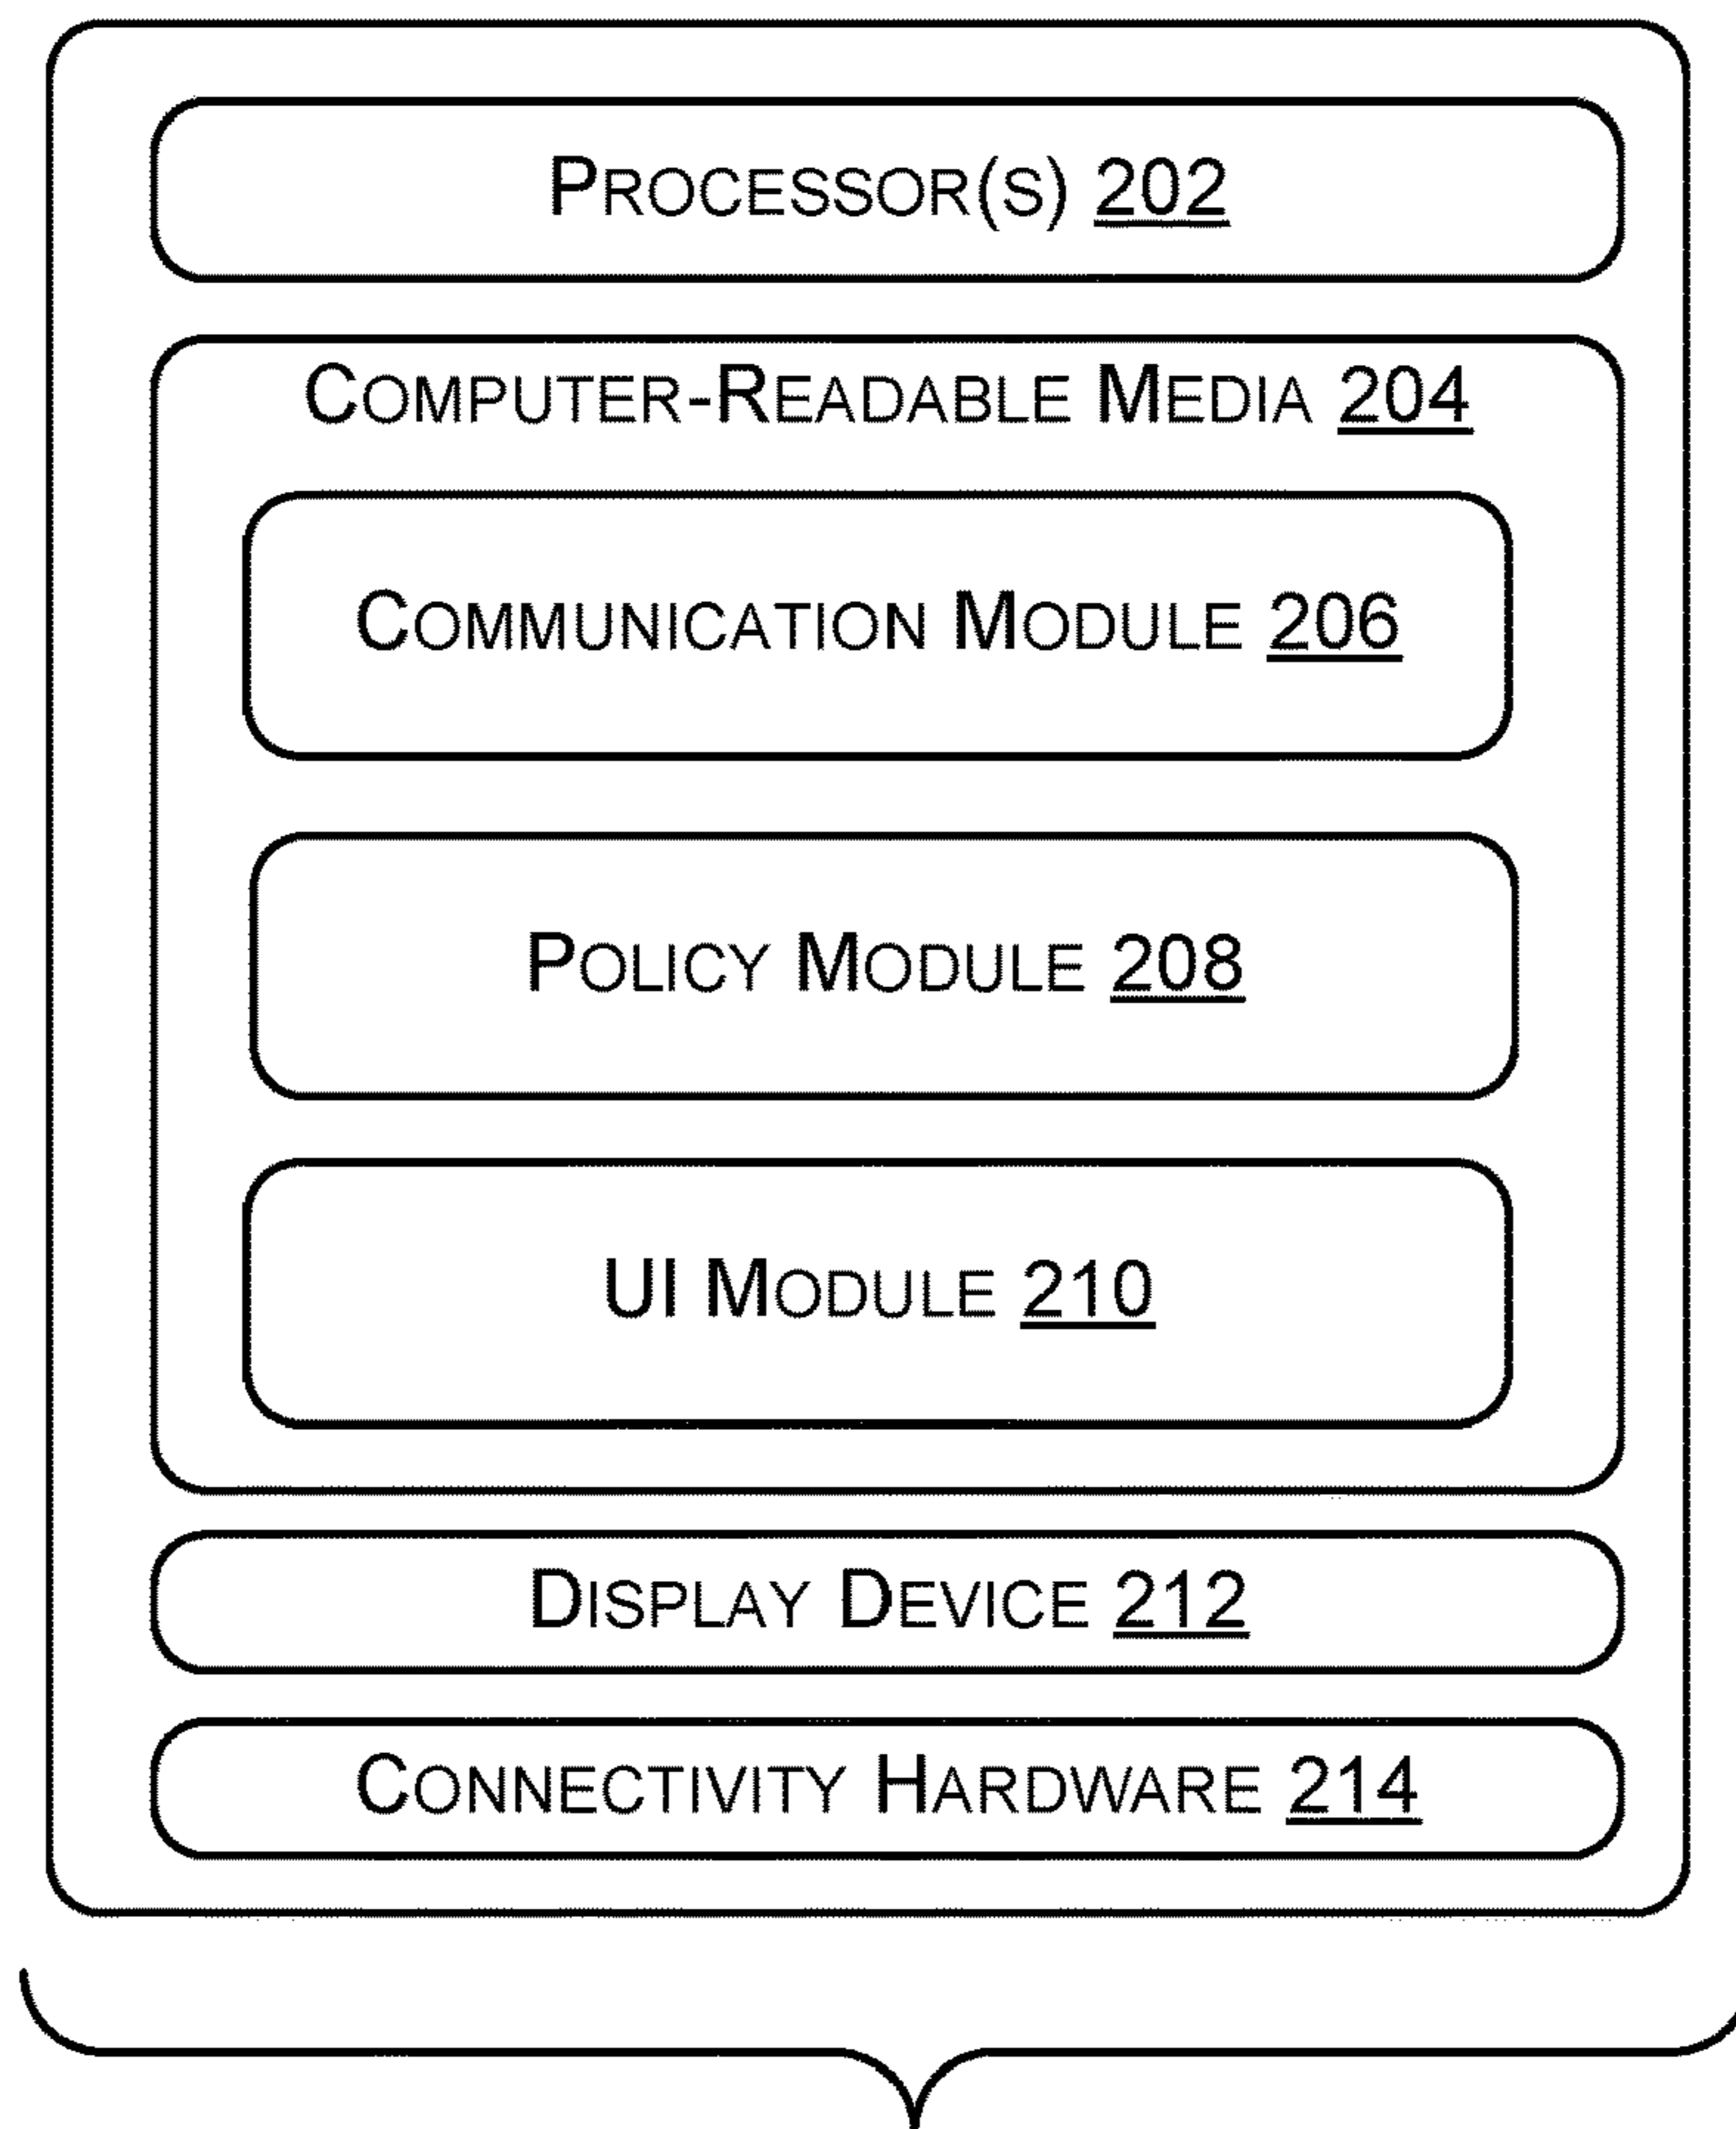 PROCESSOR(S) 202
COMPUTER-READABLE MEDIA 204
COMMUNICATION MODULE 206
POLICY MODULE 208
UI MODULE 210
DISPLAY DEVICE 212
CONNECTIVITY HARDWARE 214